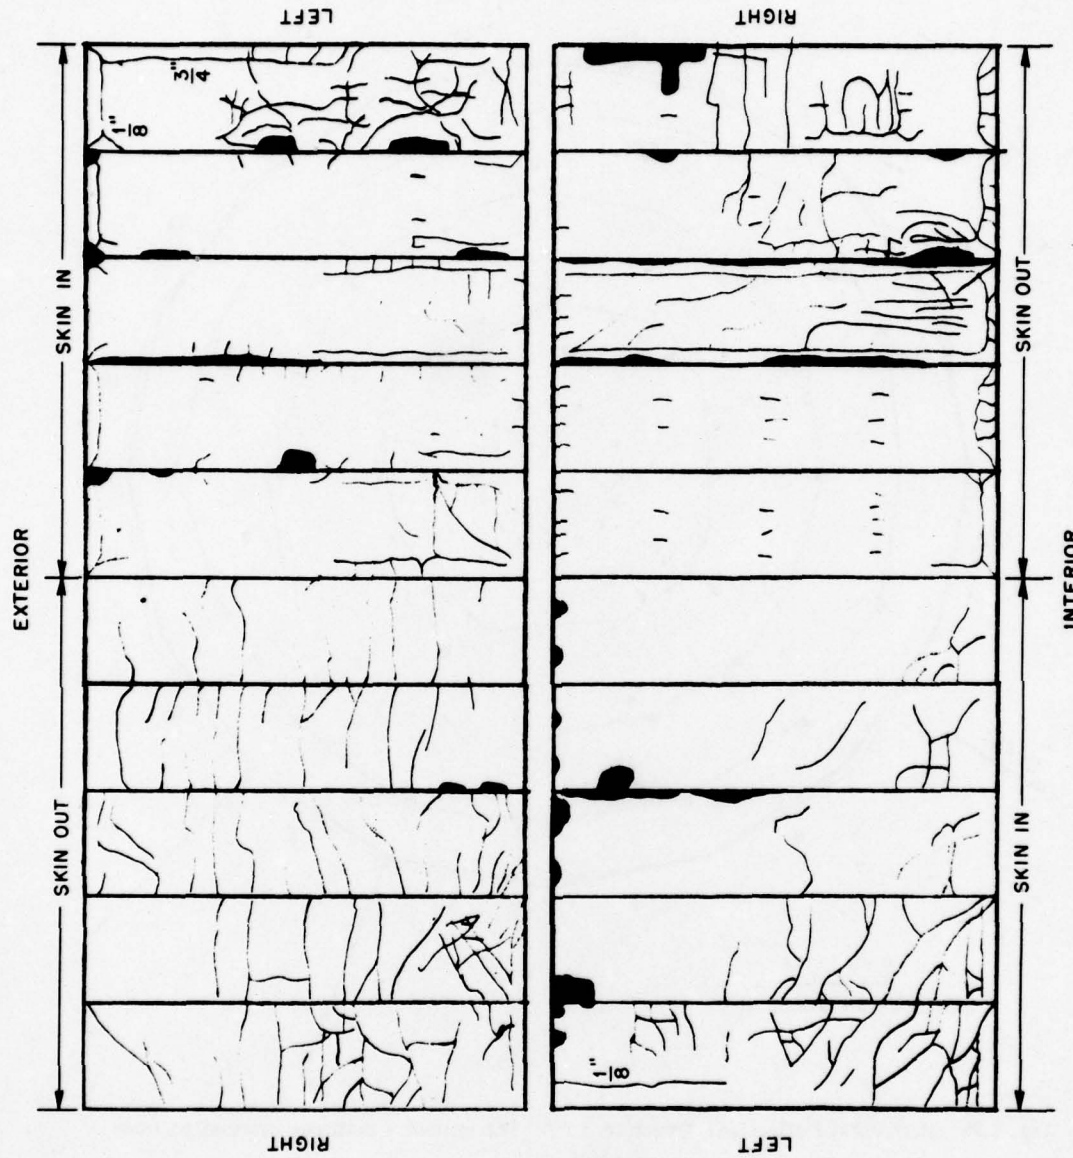 EXTERIOR
SKIN OUT
SKIN IN
1/8"
3/4"
RIGHT
LEFT
1/8"
LEFT
RIGHT
SKIN IN
SKIN OUT
INTERIOR